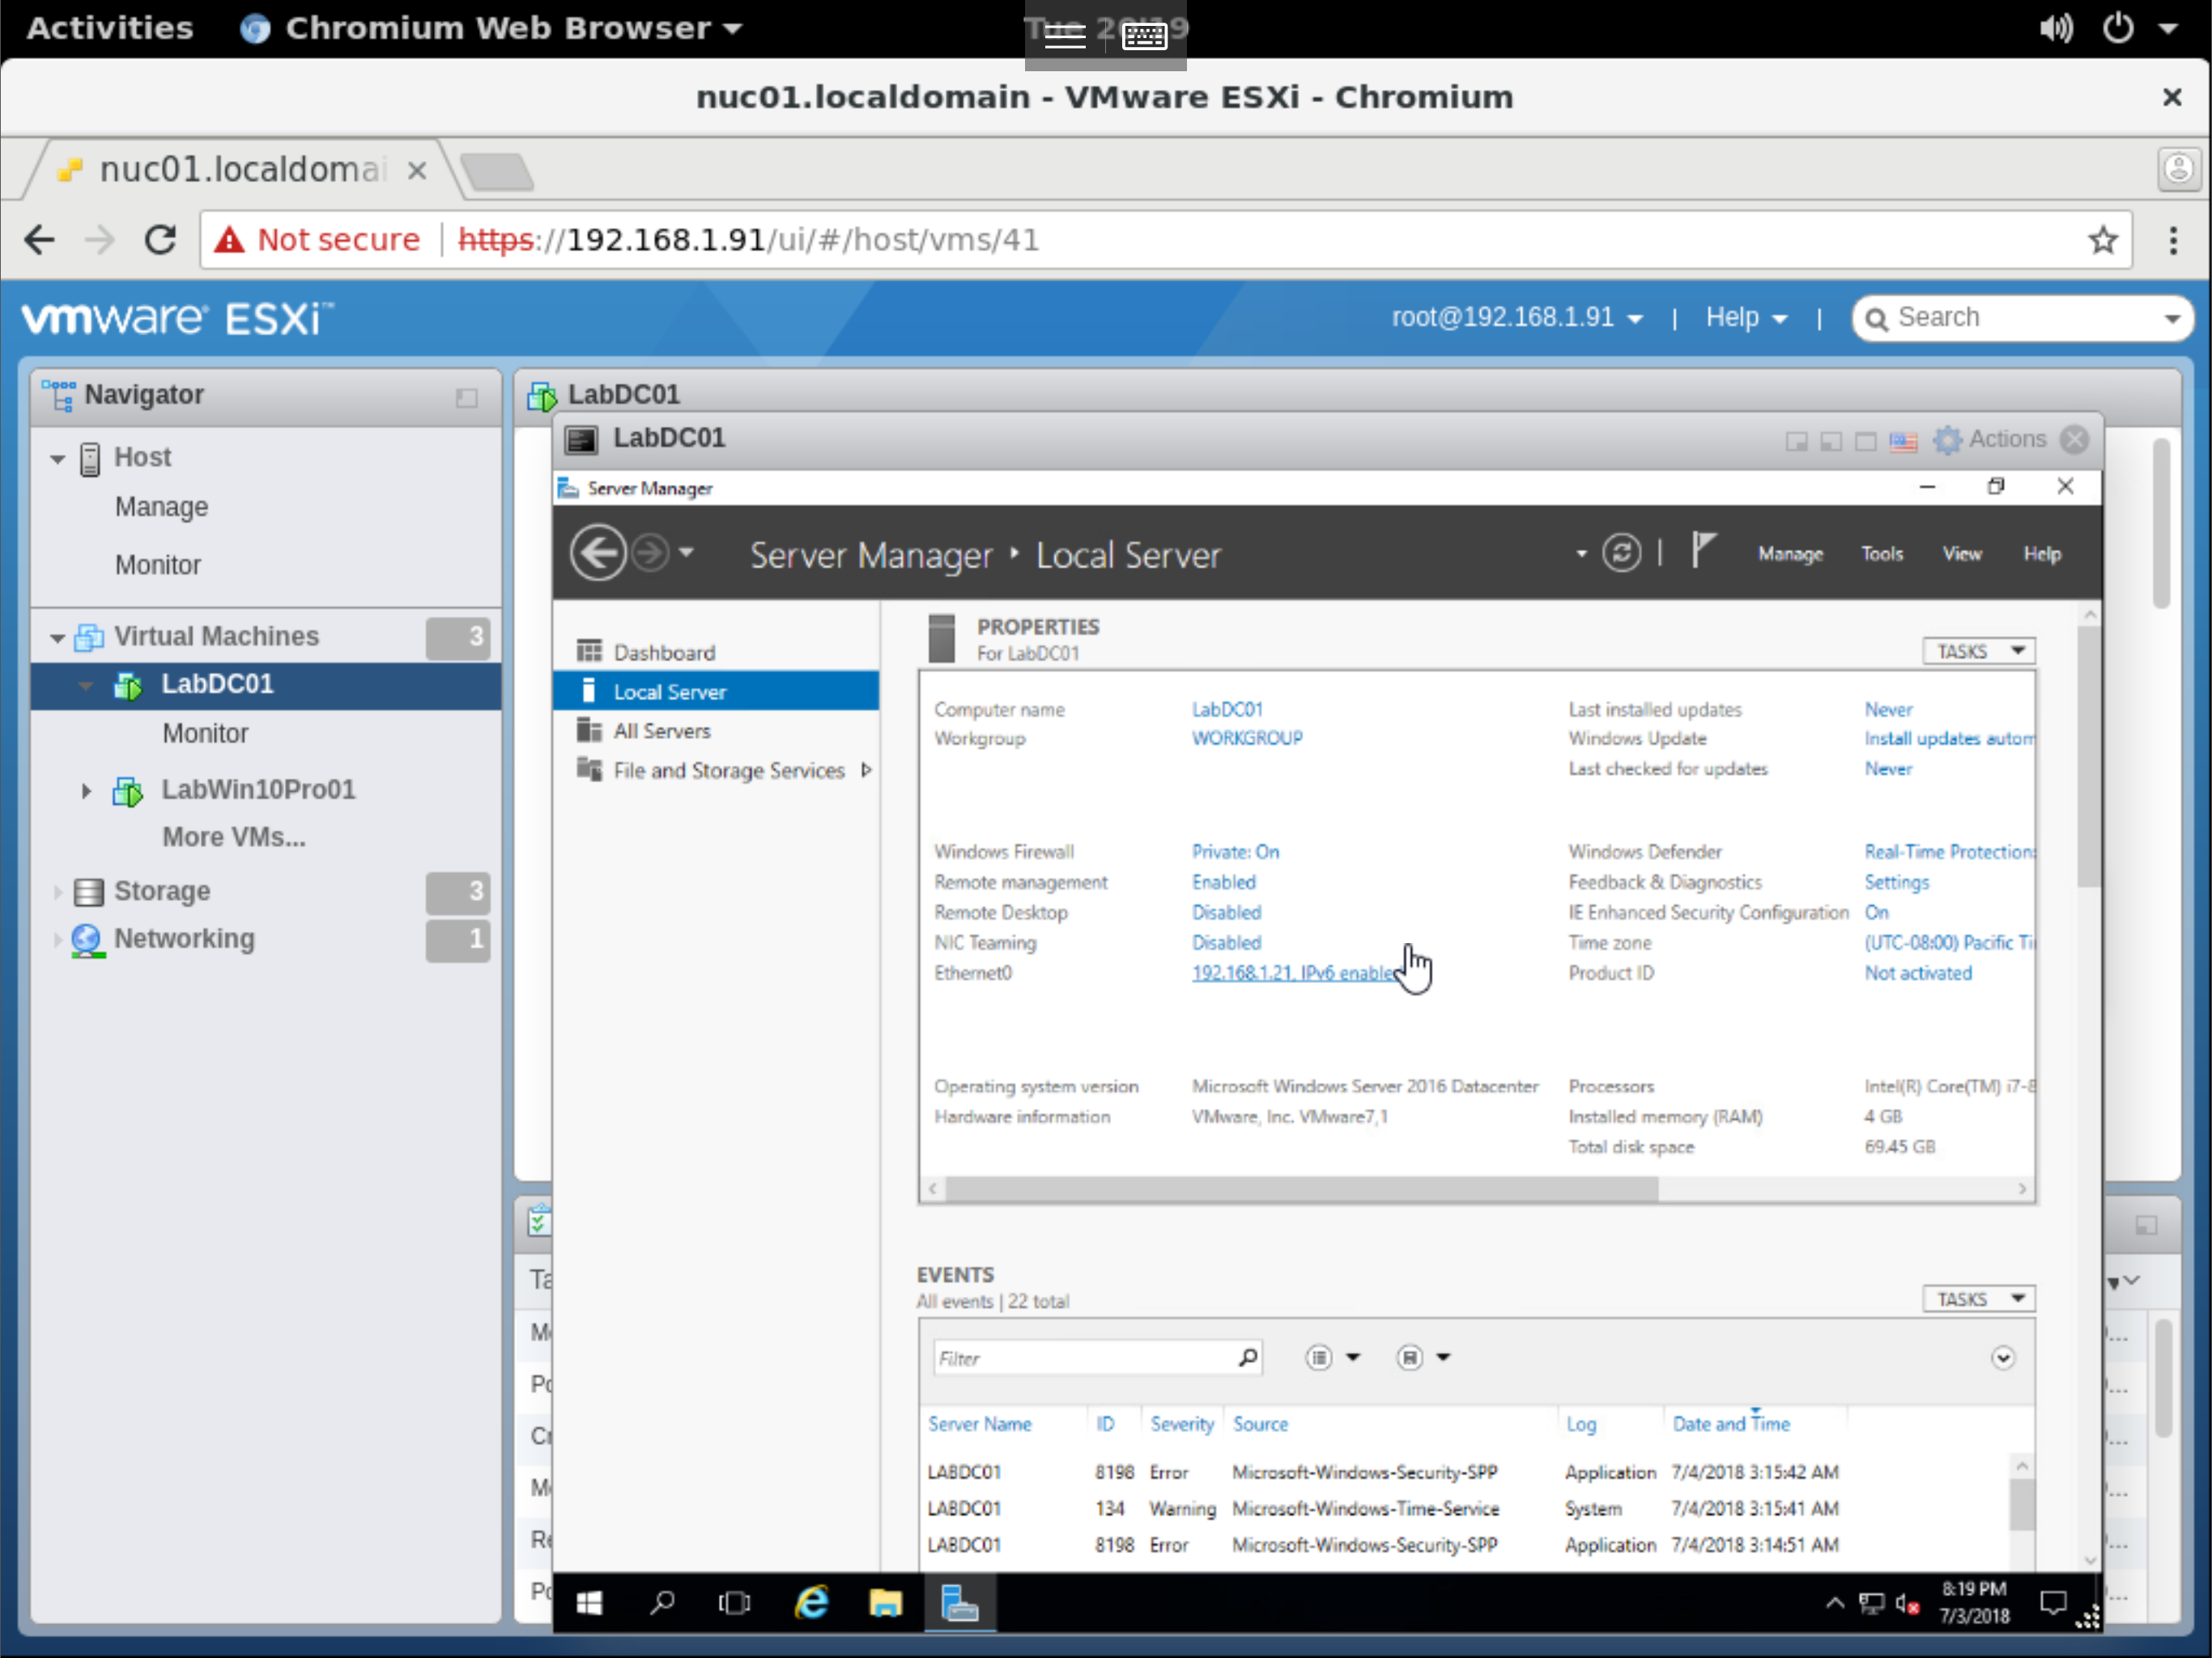 Activities
Chromium Web Browser
Tue 20:19
nuc01.localdomain - VMware ESXi - Chromium
nuc01.localdomai
Not secure
https://192.168.1.91/ui/#/host/vms/41
vmware ESXi™
root@192.168.1.91 | Help |
Search
Navigator
Host
Manage
Monitor
Virtual Machines 3
LabDC01
Monitor
LabWin10Pro01
More VMs...
Storage 3
Networking 1
LabDC01
LabDC01
Actions
Server Manager
Server Manager • Local Server
Manage Tools View Help
Dashboard
Local Server
All Servers
File and Storage Services
PROPERTIES
For LabDC01
TASKS
Computer name LabDC01 Last installed updates Never
Workgroup WORKGROUP Windows Update Install updates autom
Last checked for updates Never
Windows Firewall Private: On Windows Defender Real-Time Protection:
Remote management Enabled Feedback & Diagnostics Settings
Remote Desktop Disabled IE Enhanced Security Configuration On
NIC Teaming Disabled Time zone (UTC-08:00) Pacific Ti
Ethernet0 192.168.1.21, IPv6 enable Product ID Not activated
Operating system version Microsoft Windows Server 2016 Datacenter Processors Intel(R) Core(TM) i7-8
Hardware information VMware, Inc. VMware7,1 Installed memory (RAM) 4 GB
Total disk space 69.45 GB
EVENTS
All events | 22 total
TASKS
Filter
Server Name ID Severity Source Log Date and Time
LABDC01 8198 Error Microsoft-Windows-Security-SPP Application 7/4/2018 3:15:42 AM
LABDC01 134 Warning Microsoft-Windows-Time-Service System 7/4/2018 3:15:41 AM
LABDC01 8198 Error Microsoft-Windows-Security-SPP Application 7/4/2018 3:14:51 AM
8:19 PM
7/3/2018